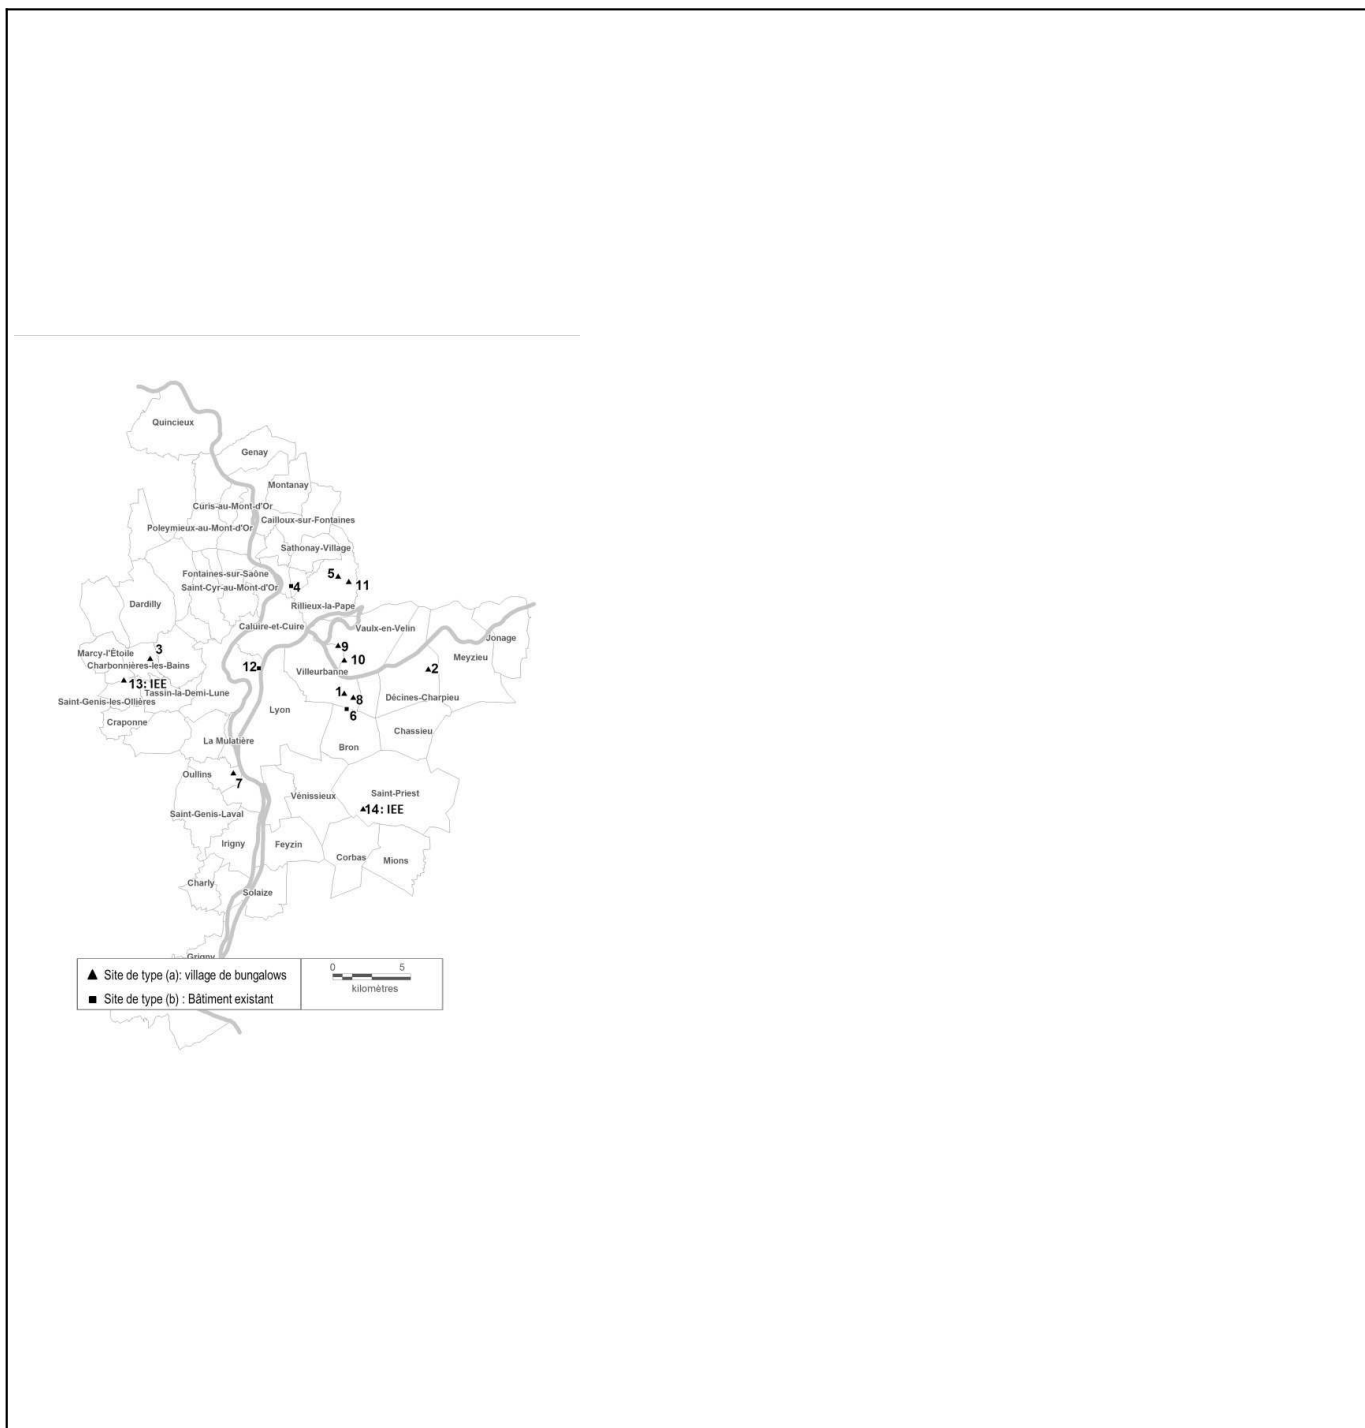 Quincieux
Genay
Montanay
Curis-au-Mont-d'Or
Cailloux-sur-Fontaines
Poleymieux-au-Mont-d'Or
Sathonay-Village
Fontaines-sur-Saône
5
11
Saint-Cyr-au-Mont-d'Or
4
Dardilly
Rillieux-la-Pape
Caluire-et-Cuire
Vaulx-en-Velin
Jonage
3
9
Marcy-l'Étoile
Meyzieu
Charbonnières-les-Bains
10
12
Villeurbanne
2
13: IEE
Tassin-la-Demi-Lune
1
8
Décines-Charpieu
Saint-Genis-les-Ollières
Lyon
6
Craponne
Chassieu
La Mulatière
Bron
Oullins
7
Vénissieux
Saint-Priest
14: IEE
Saint-Genis-Laval
Irigny
Feyzin
Corbas
Mions
Charly
Solaize
Grigny
Site de type (a): village de bungalows
Site de type (b) : Bâtiment existant
0 5
kilomètres